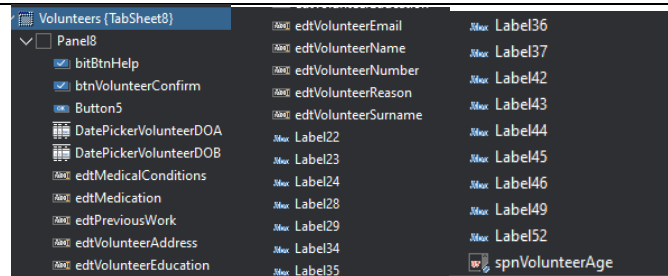 Volunteers {TabSheet8}
Panel8
bitBtnHelp
btnVolunteerConfirm
Button5
DatePickerVolunteerDOA
DatePickerVolunteerDOB
edtMedicalConditions
edtMedication
edtPreviousWork
edtVolunteerAddress
edtVolunteerEducation
edtVolunteerEmail
edtVolunteerName
edtVolunteerNumber
edtVolunteerReason
edtVolunteerSurname
Label22
Label23
Label24
Label28
Label29
Label34
Label35
Label36
Label37
Label42
Label43
Label44
Label45
Label46
Label49
Label52
spnVolunteerAge